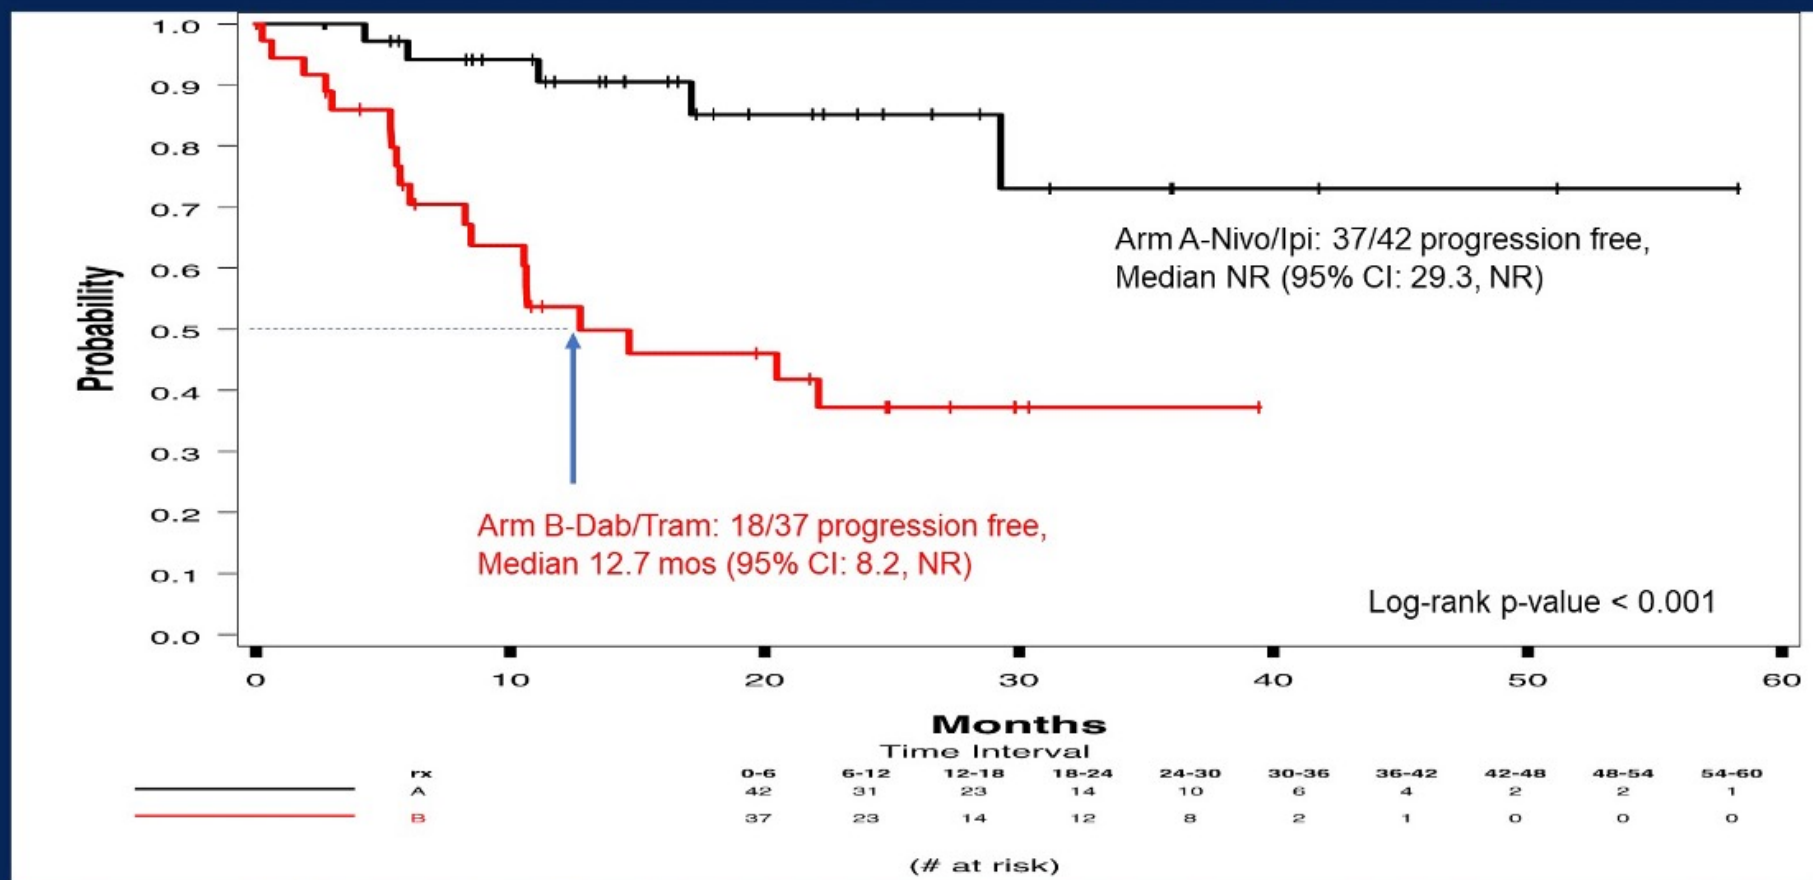 1.0
0.9
0.8
0.7
0.6
0.5
0.4
0.3
0.2
0.1
0.0
Probability
Arm A-Nivo/Ipi: 37/42 progression free,
Median NR (95% CI: 29.3, NR)
Arm B-Dab/Tram: 18/37 progression free,
Median 12.7 mos (95% CI: 8.2, NR)
Log-rank p-value < 0.001
0 10 20 30 40 50 60
Months
Time Interval
rx 0-6 6-12 12-18 18-24 24-30 30-36 36-42 42-48 48-54 54-60
A 42 31 23 14 10 6 4 2 2 1
B 37 23 14 12 8 2 1 0 0 0
(# at risk)